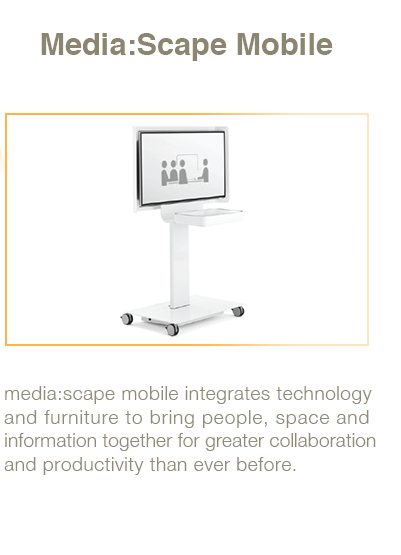 Media:Scape Mobile
media:scape mobile integrates technology
and furniture to bring people, space and
information together for greater collaboration
and productivity than ever before.